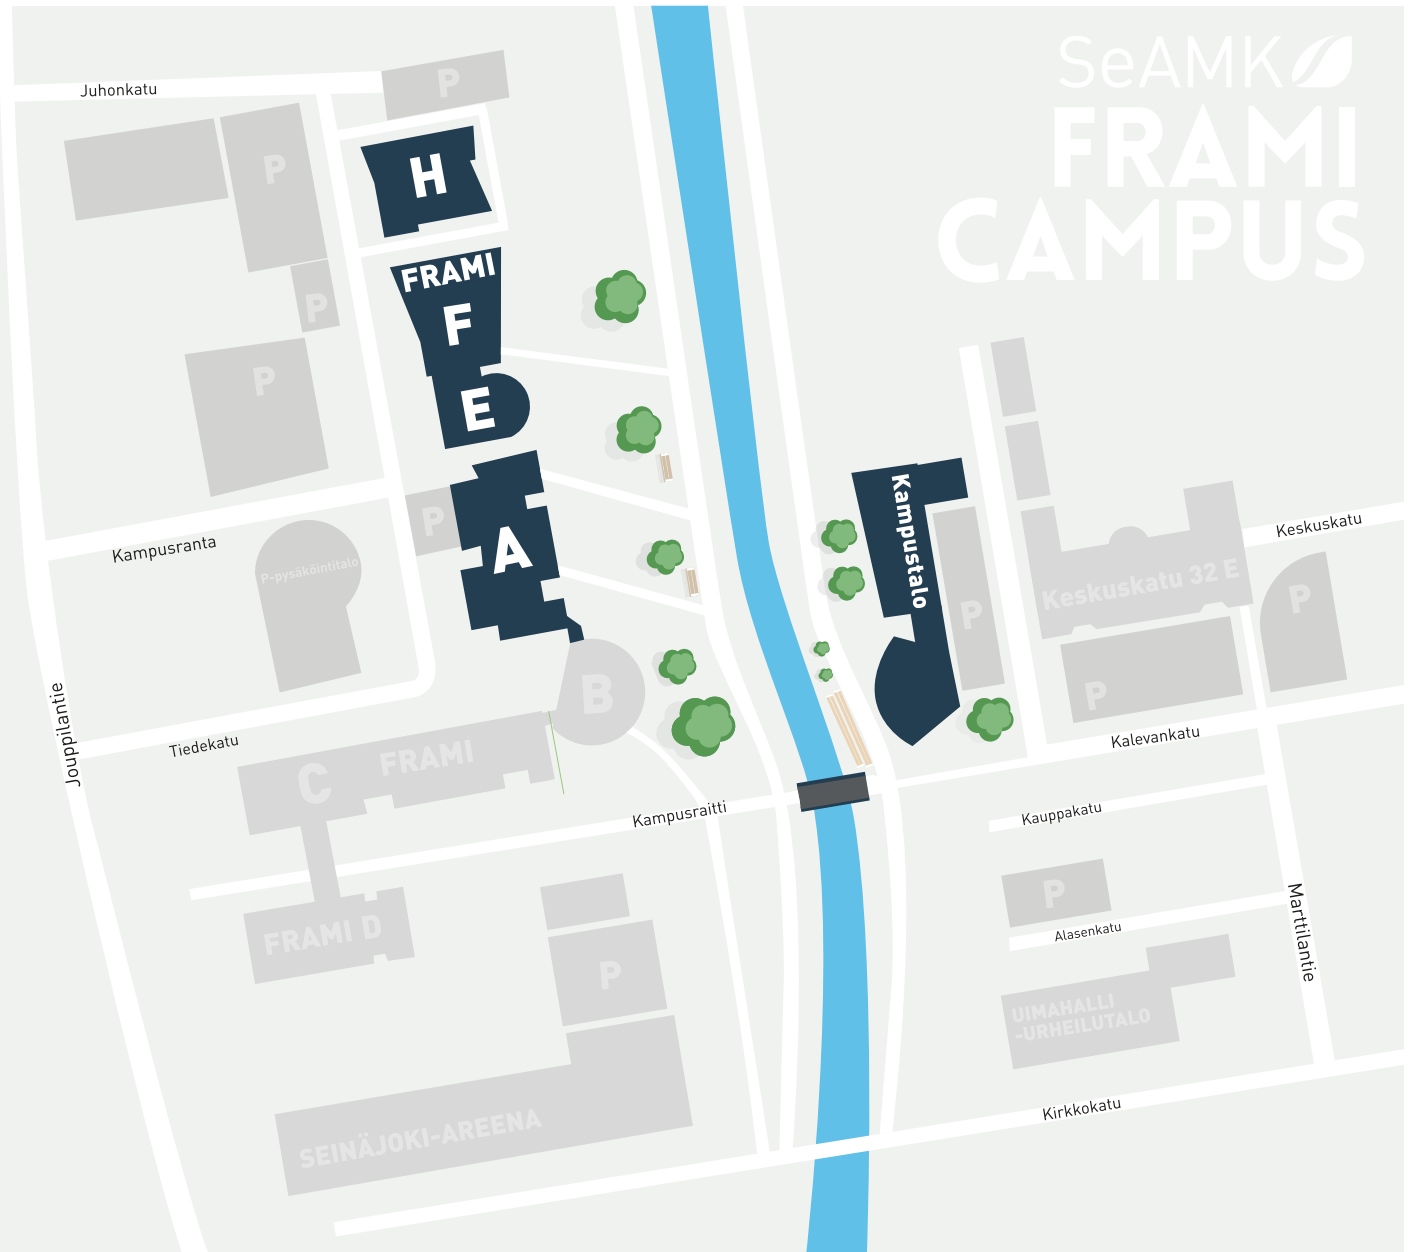 SeAMK
FRAMI
CAMPUS
Juhonkatu
P
P
H
P
FRAMI
F
P
E
P
A
Kampusranta
P-pysäköintitalo
Kampustalo
P
Keskuskatu
Keskuskatu 32 E
P
P
B
Jouppilantie
Tiedekatu
FRAMI
C
Kampusraitti
Kalevankatu
Kauppakatu
P
Alasenkatu
Marttilantie
FRAMI D
P
UIMAHALLI
-URHEILUTALO
Kirkkokatu
SEINÄJOKI-AREENA